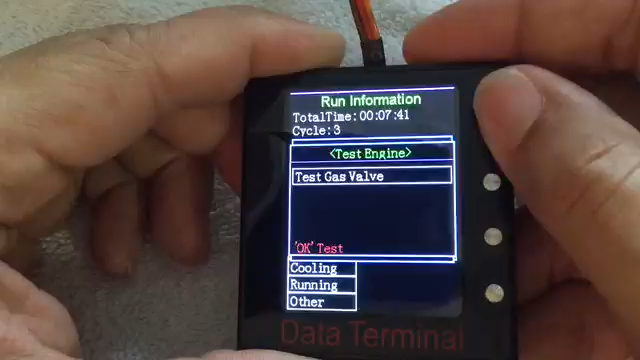 Run Information
TotalTime:00:07:41
Cycle:3
<Test Engine>
Test Gas Valve
'OK' Test
Cooling
Running
Other
Data Terminal